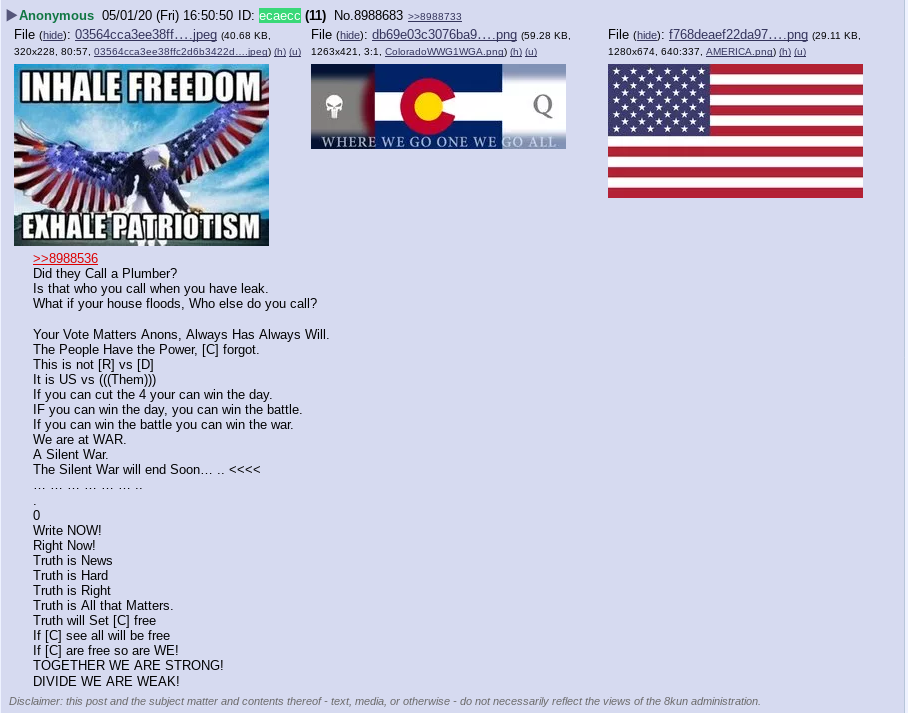 ▶Anonymous 05/01/20 (Fri) 16:50:50 ID: ecaecc (11) No.8988683 >>8988733
File (hide): 03564cca3ee38ff….jpeg (40.68 KB, 320x228, 80:57, 03564cca3ee38ffc2d6b3422d….jpeg) (h) (u)
File (hide): db69e03c3076ba9….png (59.28 KB, 1263x421, 3:1, ColoradoWWG1WGA.png) (h) (u)
File (hide): f768deaef22da97….png (29.11 KB, 1280x674, 640:337, AMERICA.png) (h) (u)
INHALE FREEDOM
EXHALE PATRIOTISM
Q
WHERE WE GO ONE WE GO ALL
>>8988536
Did they Call a Plumber?
Is that who you call when you have leak.
What if your house floods, Who else do you call?
Your Vote Matters Anons, Always Has Always Will.
The People Have the Power, [C] forgot.
This is not [R] vs [D]
It is US vs (((Them)))
If you can cut the 4 your can win the day.
IF you can win the day, you can win the battle.
If you can win the battle you can win the war.
We are at WAR.
A Silent War.
The Silent War will end Soon… .. <<<<
… … … … … … ..
.
0
Write NOW!
Right Now!
Truth is News
Truth is Hard
Truth is Right
Truth is All that Matters.
Truth will Set [C] free
If [C] see all will be free
If [C] are free so are WE!
TOGETHER WE ARE STRONG!
DIVIDE WE ARE WEAK!
Disclaimer: this post and the subject matter and contents thereof - text, media, or otherwise - do not necessarily reflect the views of the 8kun administration.